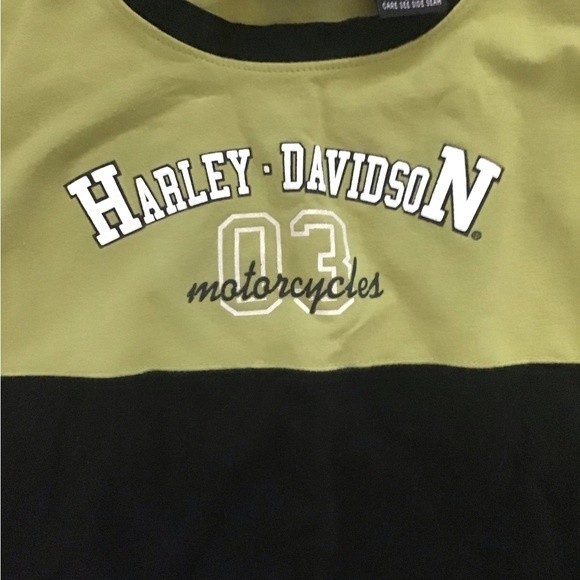 CARE SEE SIDE SEAM
HARLEY · DAVIDSON®
03
motorcycles